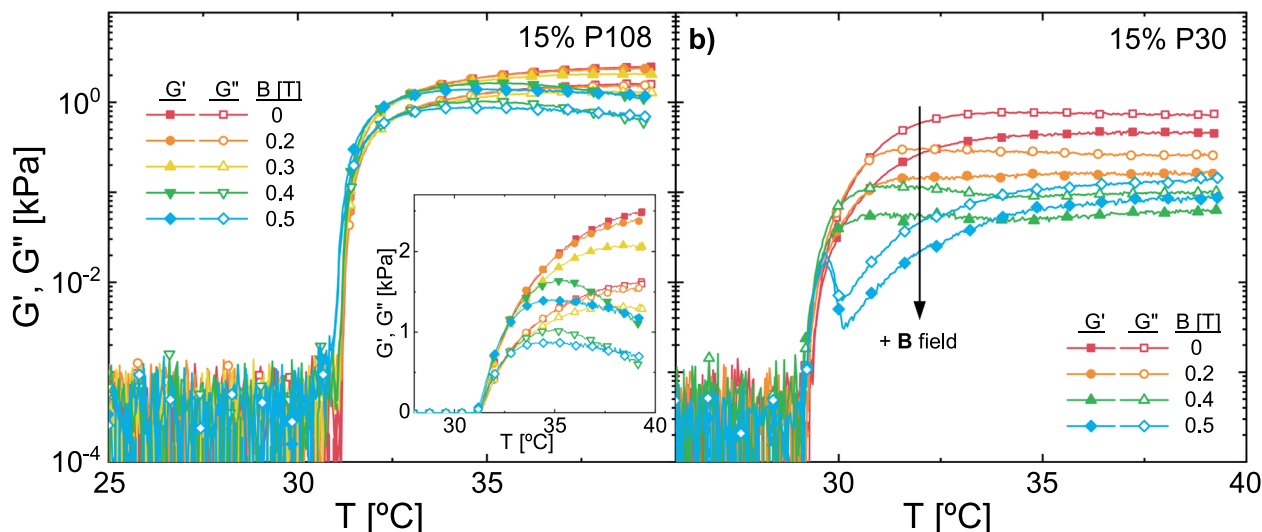 15% P108
G' G" B [T]
0
0.2
0.3
0.4
0.5
G', G" [kPa]
10⁰
10⁻²
10⁻⁴
25 30 35
T [ºC]
G', G" (kPa)
2
1
0
30 35 40
T [ºC]
b) 15% P30
+ B field
G' G" B [T]
0
0.2
0.4
0.5
30 35 40
T [ºC]